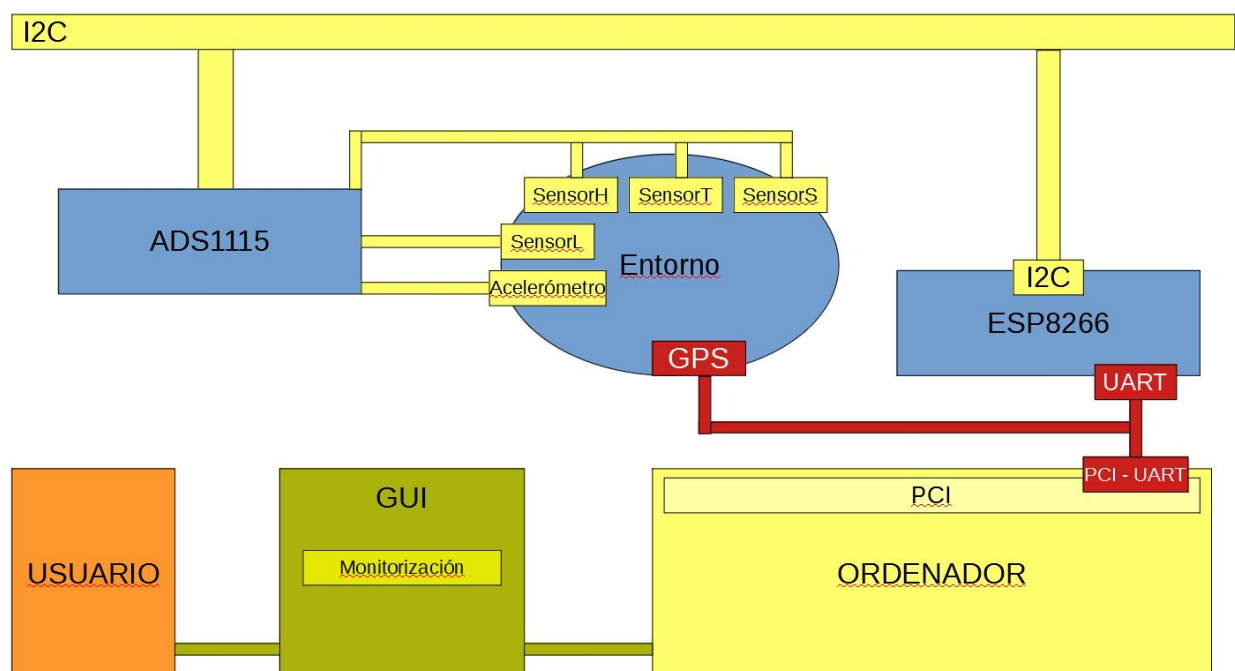 I2C
SensorH
SensorT
SensorS
ADS1115
SensorL
Entorno
Acelerómetro
I2C
ESP8266
GPS
UART
PCI - UART
GUI
PCI
Monitorización
USUARIO
ORDENADOR